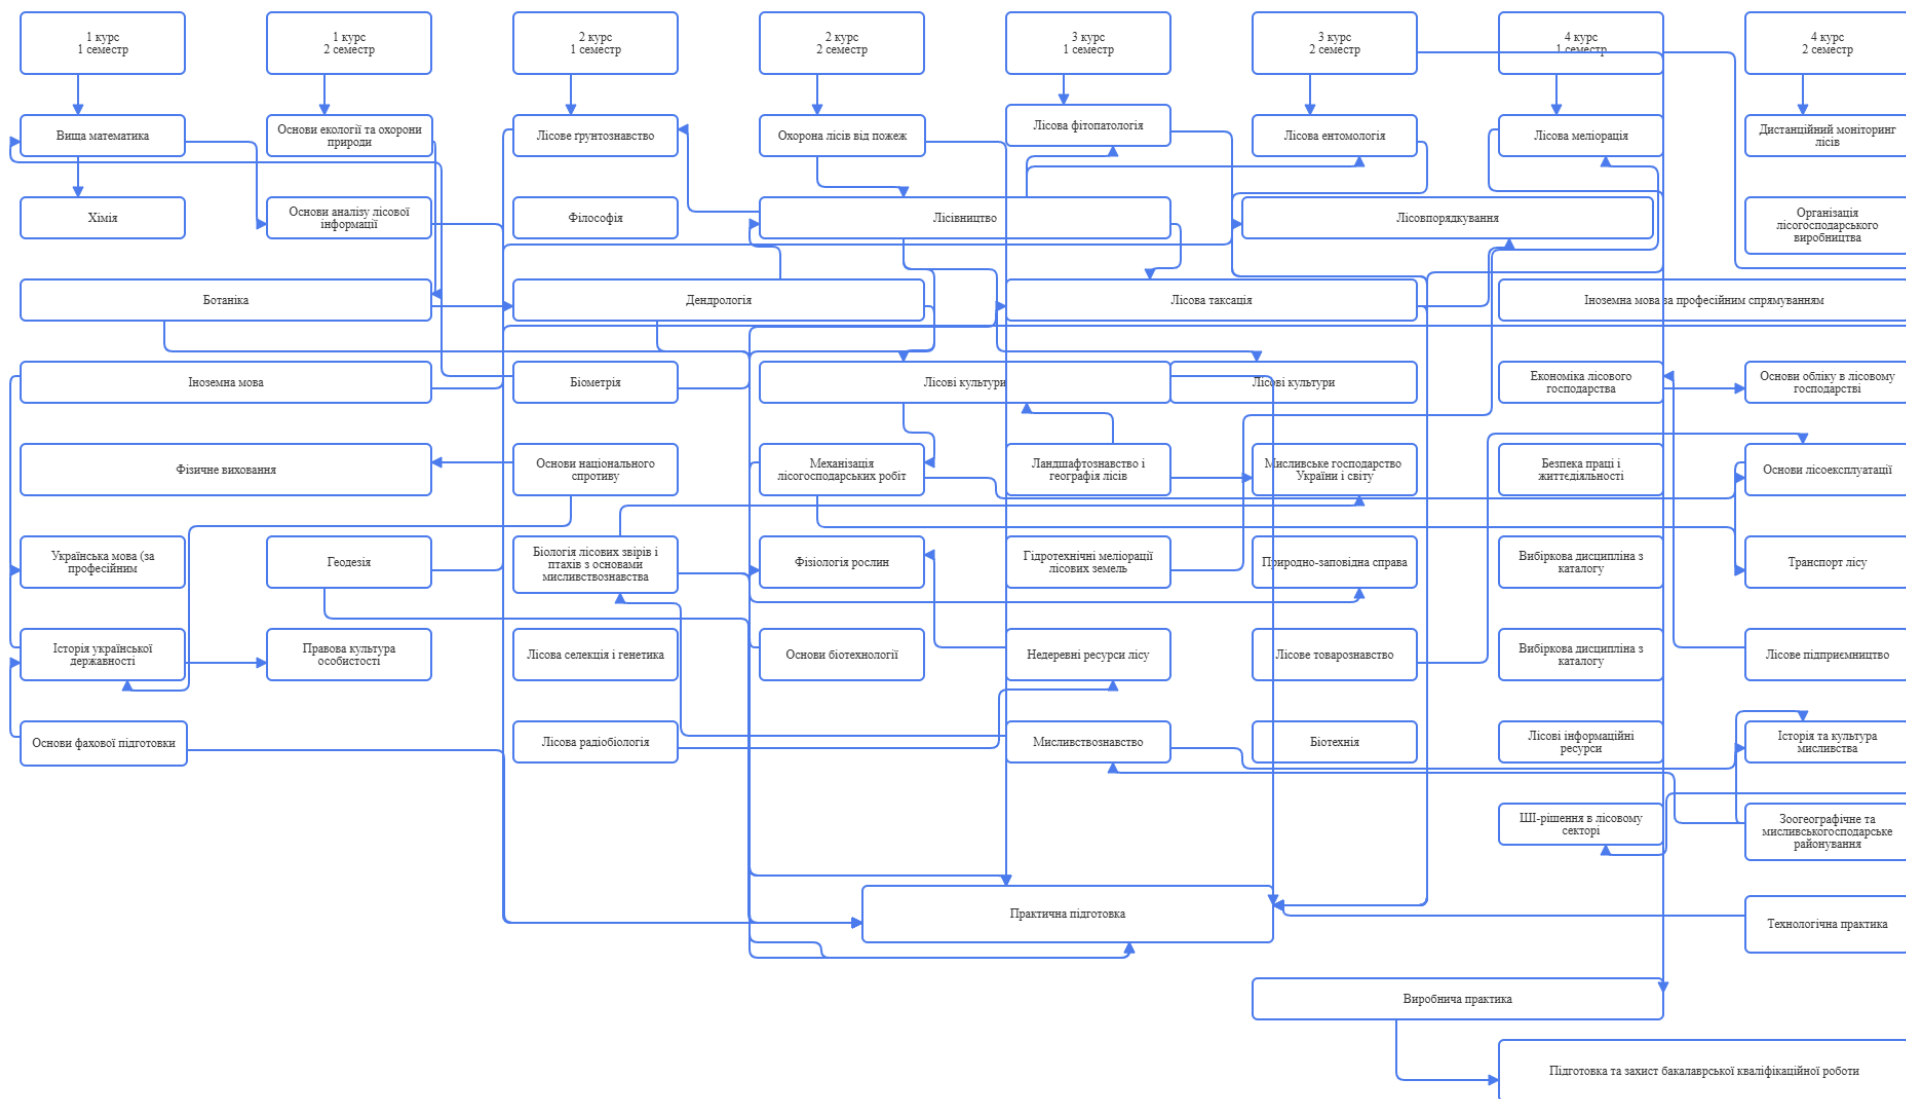 1 курс
1 семестр
1 курс
2 семестр
2 курс
1 семестр
2 курс
2 семестр
3 курс
1 семестр
3 курс
2 семестр
4 курс
1 семестр
4 курс
2 семестр
Вища математика
Основи екології та охорони
природи
Лісове ґрунтознавство
Охорона лісів від пожеж
Лісова фітопатологія
Лісова ентомологія
Лісова меліорація
Дистанційний моніторинг
лісів
Хімія
Основи аналізу лісової
інформації
Філософія
Лісівництво
Лісовпорядкування
Організація
лісогосподарського
виробництва
Ботаніка
Дендрологія
Лісова таксація
Іноземна мова за професійним спрямуванням
Іноземна мова
Біометрія
Лісові культури
Лісові культури
Економіка лісового
господарства
Основи обліку в лісовому
господарстві
Фізичне виховання
Основи національного
спротиву
Механізація
лісогосподарських робіт
Ландшафтознавство і
географія лісів
Мисливське господарство
України і світу
Безпека праці і
життєдіяльності
Основи лісоексплуатації
Українська мова (за
професійним
Геодезія
Біологія лісових звірів і
птахів з основами
мисливствознавства
Фізіологія рослин
Гідротехнічні меліорації
лісових земель
Природно-заповідна справа
Вибіркова дисципліна з
каталогу
Транспорт лісу
Історія української
державності
Правова культура
особистості
Лісова селекція і генетика
Основи біотехнології
Недеревні ресурси лісу
Лісове товарознавство
Вибіркова дисципліна з
каталогу
Лісове підприємництво
Основи фахової підготовки
Лісова радіобіологія
Мисливствознавство
Біотехнія
Лісові інформаційні
ресурси
Історія та культура
мисливства
ШІ-рішення в лісовому
секторі
Зоогеографічне та
мисливськогосподарське
районування
Практична підготовка
Технологічна практика
Виробнича практика
Підготовка та захист бакалаврської кваліфікаційної роботи